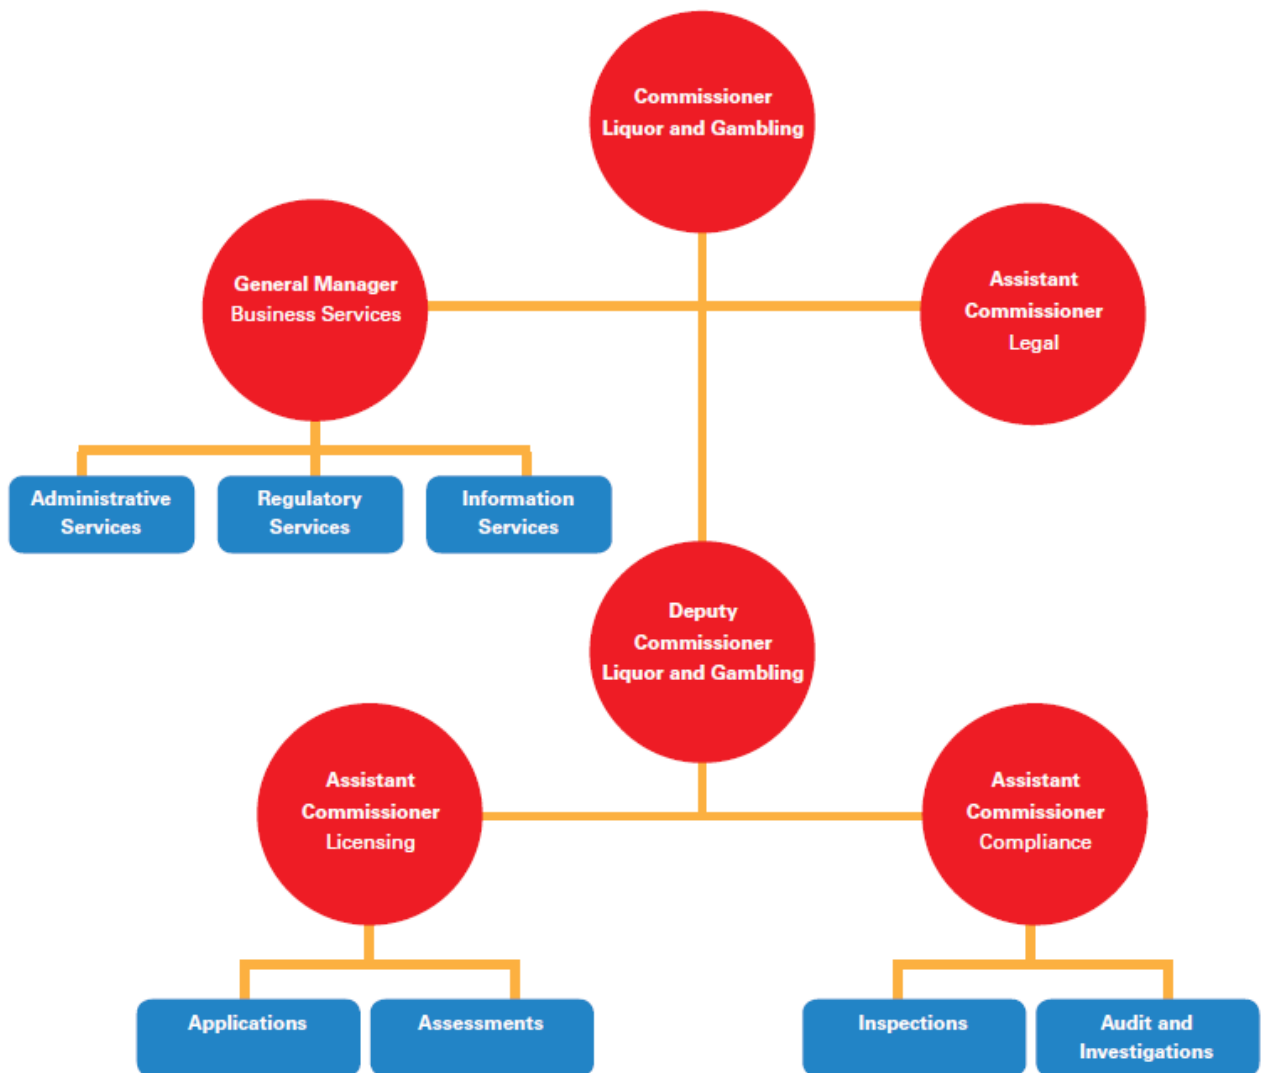 Commissioner
Liquor and Gambling
General Manager
Business Services
Assistant
Commissioner
Legal
Administrative
Services
Regulatory
Services
Information
Services
Deputy
Commissioner
Liquor and Gambling
Assistant
Commissioner
Licensing
Assistant
Commissioner
Compliance
Applications
Assessments
Inspections
Audit and
Investigations